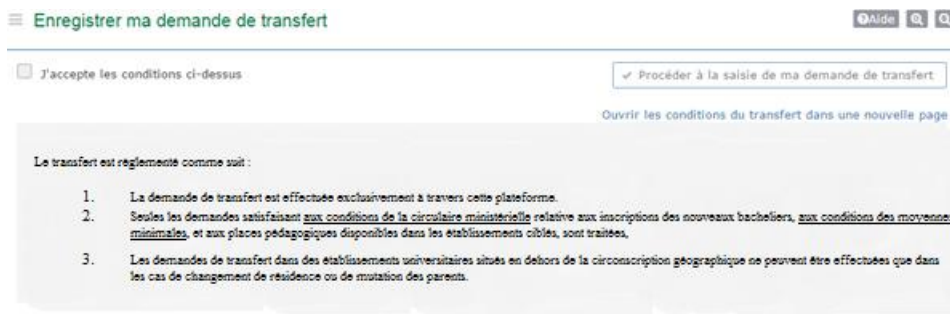 Enregistrer ma demande de transfert
Aide
J'accepte les conditions ci-dessus
Procéder à la saisie de ma demande de transfert
Ouvrir les conditions du transfert dans une nouvelle page
Le transfert est réglementé comme suit :
1. La demande de transfert est effectuée exclusivement à travers cette plateforme.
2. Seules les demandes satisfaisant aux conditions de la circulaire ministérielle relative aux inscriptions des nouveaux bacheliers, aux conditions des moyennes
minimales, et aux places pédagogiques disponibles dans les établissements ciblés, sont traitées,
3. Les demandes de transfert dans des établissements universitaires situés en dehors de la circonscription géographique ne peuvent être effectuées que dans
les cas de changement de résidence ou de mutation des parents.